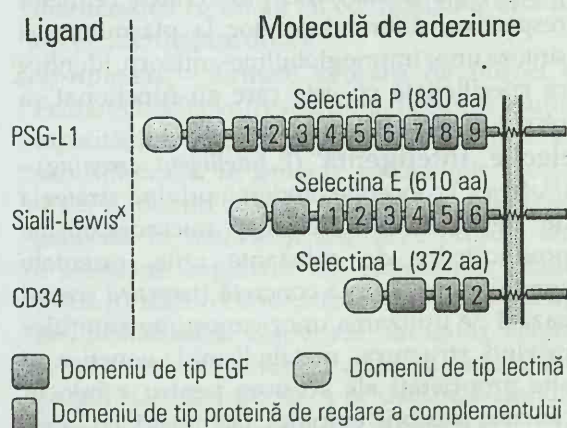 Ligand Moleculă de adeziune
Selectina P (830 aa)
PSG-L1 1 2 3 4 5 6 7 8 9
Selectina E (610 aa)
Sialil-Lewisˣ 1 2 3 4 5 6
Selectina L (372 aa)
CD34 1 2
Domeniu de tip EGF Domeniu de tip lectină
Domeniu de tip proteină de reglare a complementului